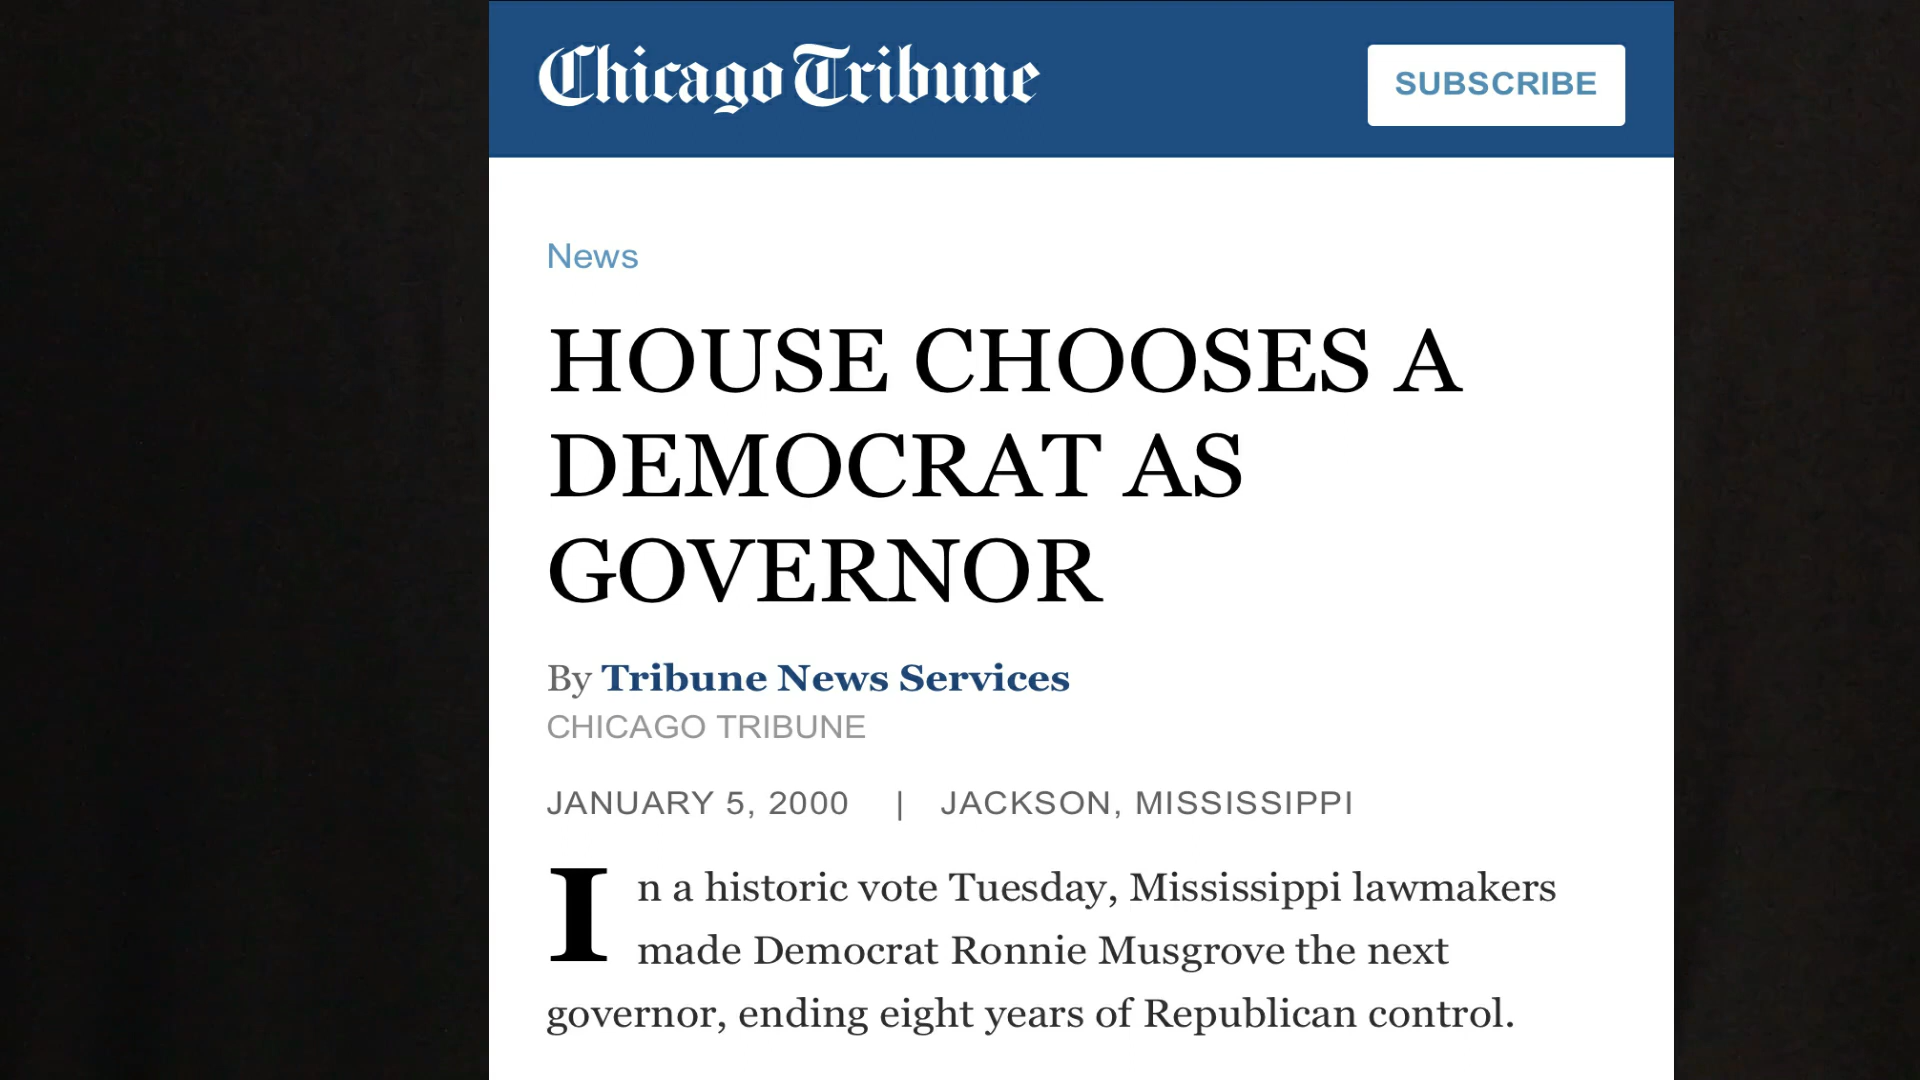 Chicago Tribune
SUBSCRIBE
News
HOUSE CHOOSES A
DEMOCRAT AS
GOVERNOR
By Tribune News Services
CHICAGO TRIBUNE
JANUARY 5, 2000 | JACKSON, MISSISSIPPI
In a historic vote Tuesday, Mississippi lawmakers
made Democrat Ronnie Musgrove the next
governor, ending eight years of Republican control.